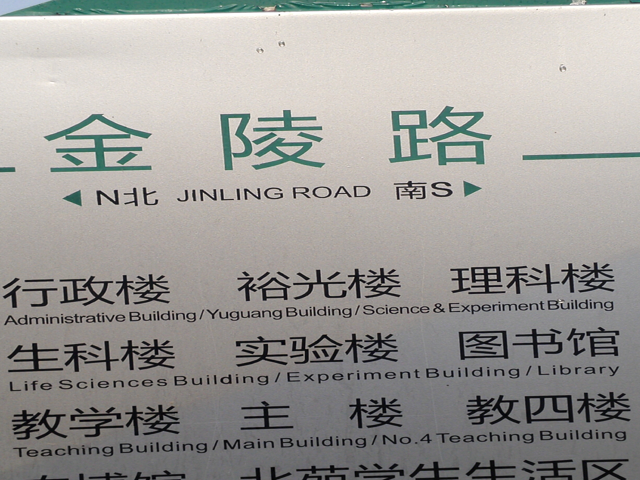 金陵路
N北 JINLING ROAD 南S
行政楼 裕光楼 理科楼
Administrative Building / Yuguang Building / Science & Experiment Building
生科楼 实验楼 图书馆
Life Sciences Building / Experiment Building / Library
教学楼 主楼 教四楼
Teaching Building / Main Building / No.4 Teaching Building
北苑学生生活区